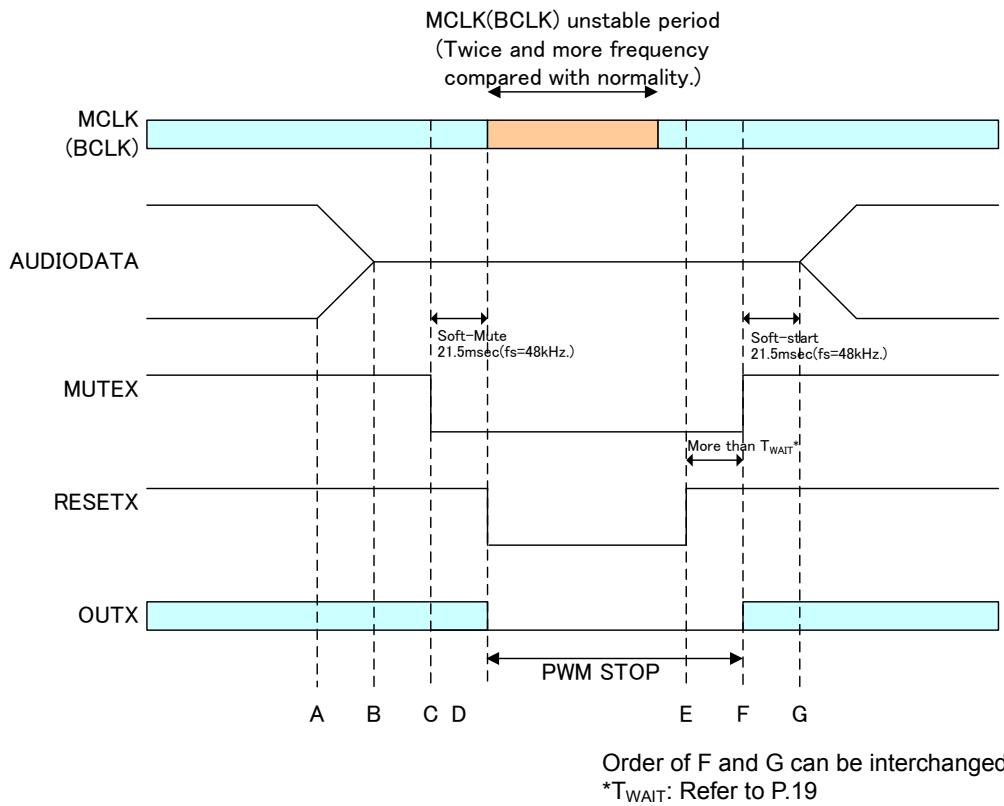 MCLK(BCLK) unstable period
(Twice and more frequency
compared with normality.)
MCLK
(BCLK)
AUDIODATA
Soft-Mute
21.5msec(fs=48kHz.)
Soft-start
21.5msec(fs=48kHz.)
MUTEX
More than TWAIT*
RESETX
OUTX
PWM STOP
A B C D E F G
Order of F and G can be interchanged
*TWAIT: Refer to P.19